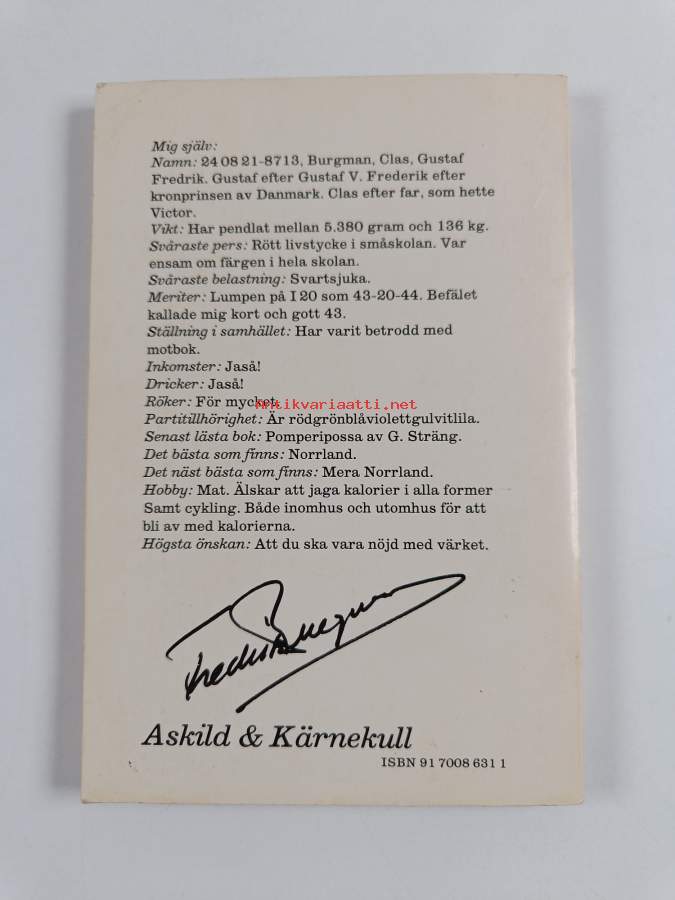 Mig själv:
Namn: 24 08 21-8713, Burgman, Clas, Gustaf
Fredrik. Gustaf efter Gustaf V. Frederik efter
kronprinsen av Danmark. Clas efter far, som hette
Victor.
Vikt: Har pendlat mellan 5.380 gram och 136 kg.
Svåraste pers: Rött livstycke i småskolan. Var
ensam om färgen i hela skolan.
Svåraste belastning: Svartsjuka.
Meriter: Lumpen på I 20 som 43-20-44. Befälet
kallade mig kort och gott 43.
Ställning i samhället: Har varit betrodd med
motbok.
Inkomster: Jaså!
Dricker: Jaså!
Röker: För mycket.
antikvariaatti.net
Partitillhörighet: Är rödgrönblåviolettgulvitlila.
Senast lästa bok: Pomperipossa av G. Sträng.
Det bästa som finns: Norrland.
Det näst bästa som finns: Mera Norrland.
Hobby: Mat. Älskar att jaga kalorier i alla former
Samt cykling. Både inomhus och utomhus för att
bli av med kalorierna.
Högsta önskan: Att du ska vara nöjd med värket.
Fredrik Burgman
Askild & Kärnekull
ISBN 91 7008 631 1